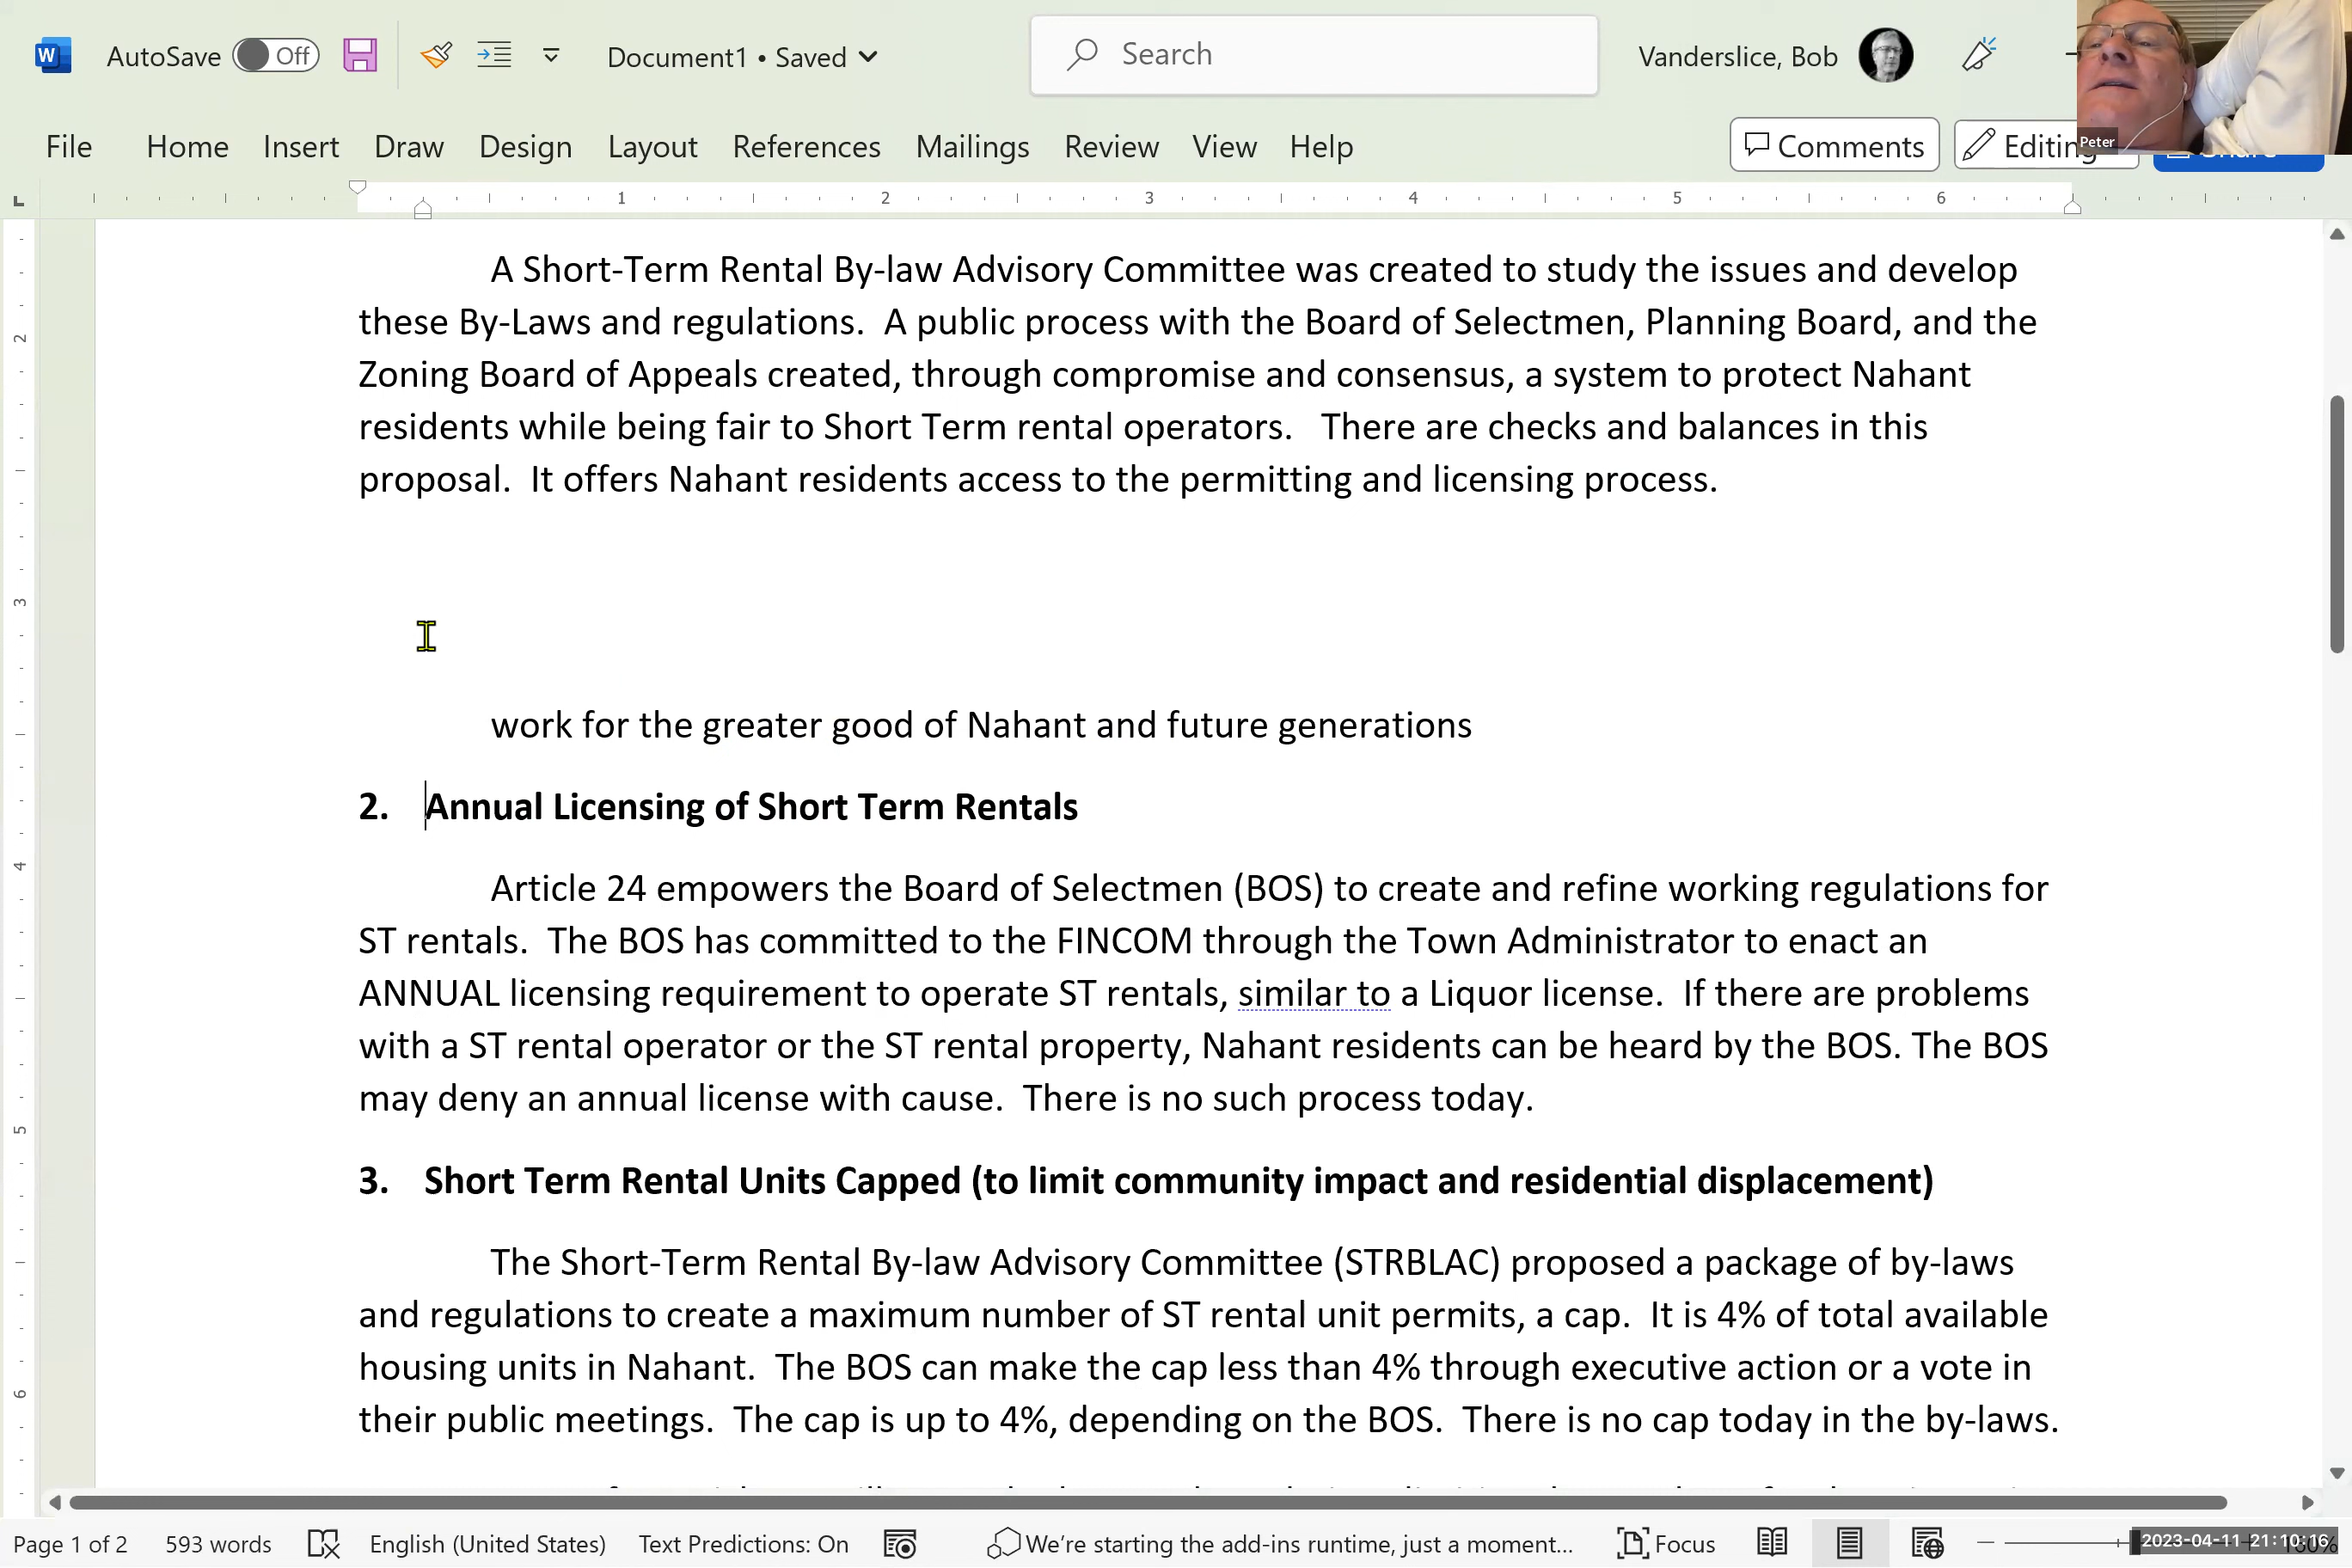 AutoSave Off Document1 • Saved Search Vanderslice, Bob
File Home Insert Draw Design Layout References Mailings Review View Help Comments Editing Peter
1 2 3 4 5 6
A Short-Term Rental By-law Advisory Committee was created to study the issues and develop
these By-Laws and regulations.  A public process with the Board of Selectmen, Planning Board, and the
Zoning Board of Appeals created, through compromise and consensus, a system to protect Nahant
residents while being fair to Short Term rental operators.   There are checks and balances in this
proposal.  It offers Nahant residents access to the permitting and licensing process.
work for the greater good of Nahant and future generations
2. Annual Licensing of Short Term Rentals
Article 24 empowers the Board of Selectmen (BOS) to create and refine working regulations for
ST rentals.  The BOS has committed to the FINCOM through the Town Administrator to enact an
ANNUAL licensing requirement to operate ST rentals, similar to a Liquor license.  If there are problems
with a ST rental operator or the ST rental property, Nahant residents can be heard by the BOS. The BOS
may deny an annual license with cause.  There is no such process today.
3. Short Term Rental Units Capped (to limit community impact and residential displacement)
The Short-Term Rental By-law Advisory Committee (STRBLAC) proposed a package of by-laws
and regulations to create a maximum number of ST rental unit permits, a cap.  It is 4% of total available
housing units in Nahant.  The BOS can make the cap less than 4% through executive action or a vote in
their public meetings.  The cap is up to 4%, depending on the BOS.  There is no cap today in the by-laws.
Page 1 of 2 593 words English (United States) Text Predictions: On We're starting the add-ins runtime, just a moment... Focus 2023-04-11 21:10:16